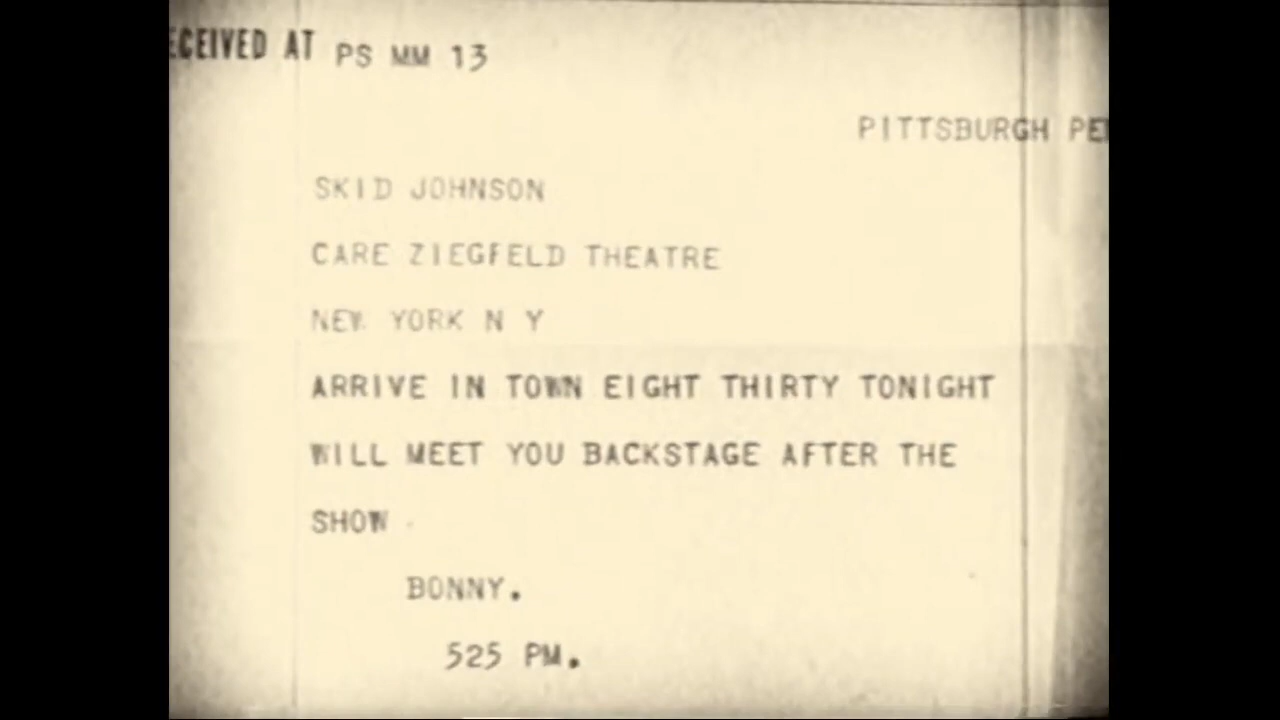 ECEIVED AT PS MM 13
PITTSBURGH PE
SKID JOHNSON
CARE ZIEGFELD THEATRE
NEW YORK N Y
ARRIVE IN TOWN EIGHT THIRTY TONIGHT
WILL MEET YOU BACKSTAGE AFTER THE
SHOW
BONNY.
525 PM.